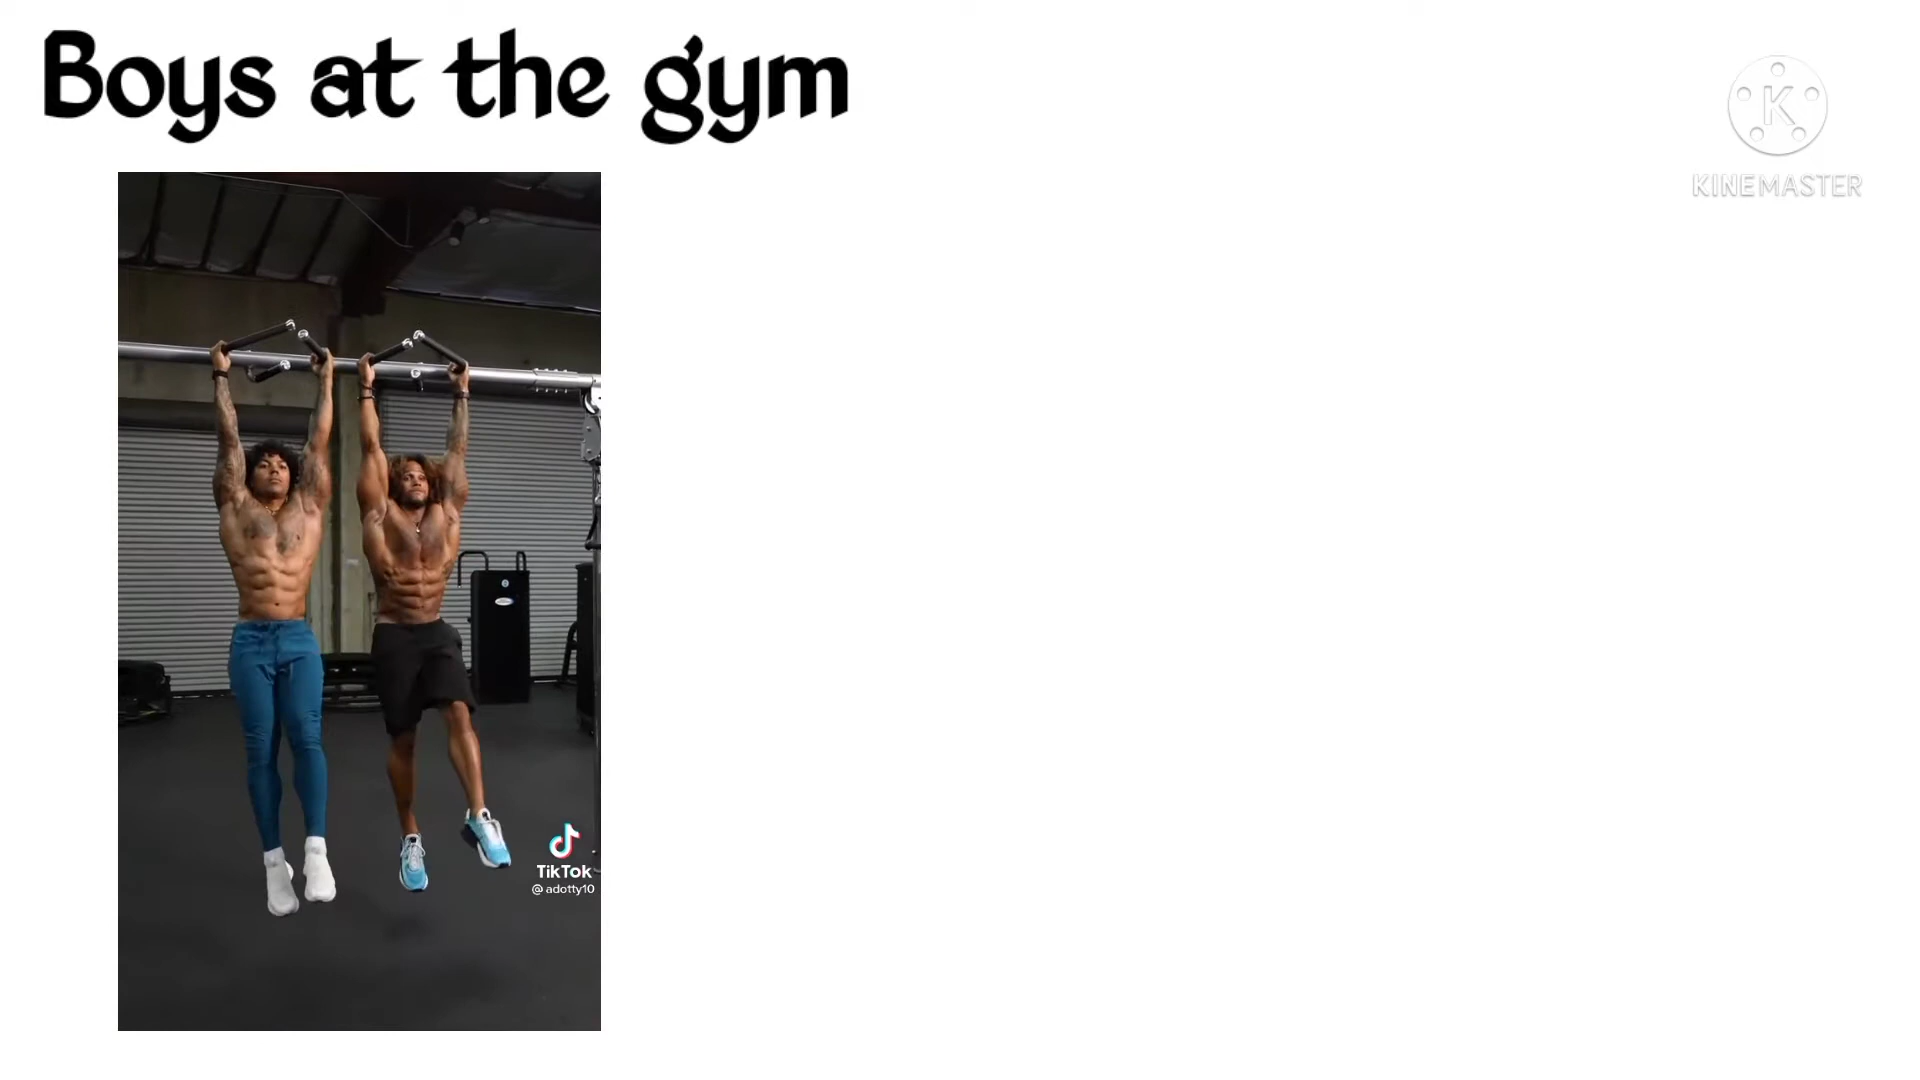 Boys at the gym
K
KINEMASTER
TikTok
@ adotty10